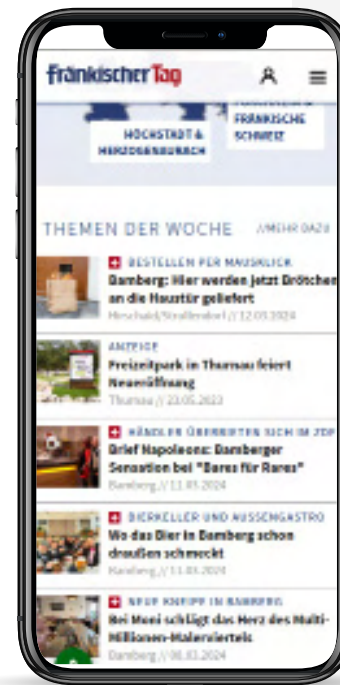 fränkischerTag
FRÄNKISCHE
SCHWEIZ
HÖCHSTADT &
HERZOGENAURACH
THEMEN DER WOCHE //MEHR DAZU
BESTELLEN PER MAUSKLICK
Bamberg: Hier werden jetzt Brötchen
an die Haustür geliefert
Hirschaid/Strullendorf // 12.03.2024
ANZEIGE
Freizeitpark in Thurnau feiert
Neueröffnung
Thurnau // 23.05.2023
HÄNDLER ÜBERBIETEN SICH IM ZDF
Brief Napoleons: Bamberger
Sensation bei "Bares für Rares"
Bamberg // 11.03.2024
BIERKELLER UND AUSSENGASTRO
Wo das Bier in Bamberg schon
draußen schmeckt
Bamberg // 11.03.2024
NEUE KNEIPE IN BAMBERG
Bei Moni schlägt das Herz des Multi-
Millionen-Malerviertels
Bamberg // 08.03.2024